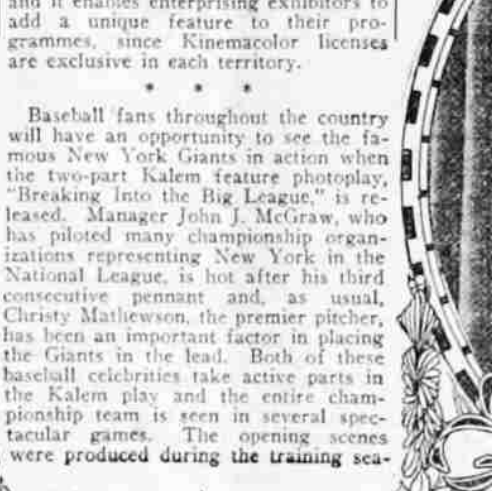 and it enables enterprising exhibitors to
add a unique feature to their pro-
grammes, since Kinemacolor licenses
are exclusive in each territory.
* * *
Baseball fans throughout the country
will have an opportunity to see the fa-
mous New York Giants in action when
the two-part Kalem feature photoplay,
"Breaking Into the Big League," is re-
leased. Manager John J. McGraw, who
has piloted many championship organ-
izations representing New York in the
National League, is hot after his third
consecutive pennant and, as usual,
Christy Mathewson, the premier pitcher,
has been an important factor in placing
the Giants in the lead. Both of these
baseball celebrities take active parts in
the Kalem play and the entire cham-
pionship team is seen in several spec-
tacular games. The opening scenes
were produced during the training sea-